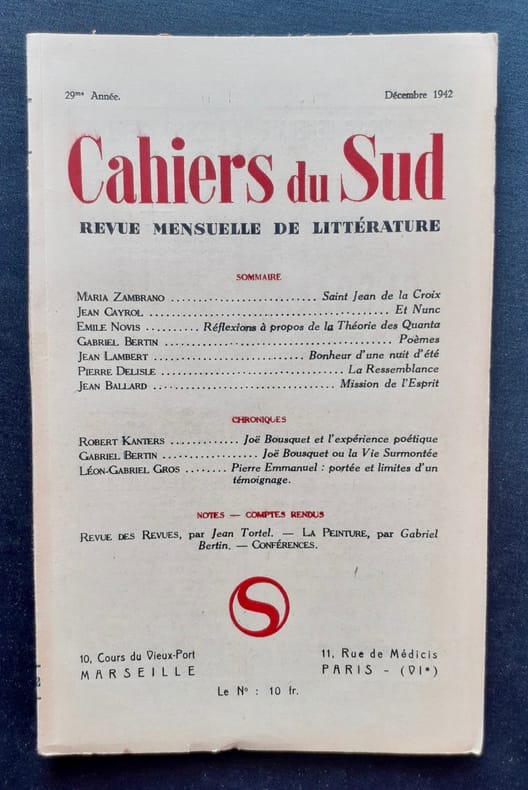 29me Année. Décembre 1942
Cahiers du Sud
REVUE MENSUELLE DE LITTÉRATURE
SOMMAIRE
MARIA ZAMBRANO .......................... Saint Jean de la Croix
JEAN CAYROL ....................................... Et Nunc
EMILE NOVIS .......... Réflexions à propos de la Théorie des Quanta
GABRIEL BERTIN ..................................... Poèmes
JEAN LAMBERT ........................... Bonheur d'une nuit d'été
PIERRE DELISLE .................................. La Ressemblance
JEAN BALLARD ................................. Mission de l'Esprit
CHRONIQUES
ROBERT KANTERS ............ Joë Bousquet et l'expérience poétique
GABRIEL BERTIN ................. Joë Bousquet ou la Vie Surmontée
LÉON-GABRIEL GROS ........ Pierre Emmanuel : portée et limites d'un
témoignage.
NOTES — COMPTES RENDUS
REVUE DES REVUES, par Jean Tortel. — LA PEINTURE, par Gabriel
Bertin. — CONFÉRENCES.
S
10, Cours du Vieux-Port 11, Rue de Médicis
MARSEILLE PARIS - (VIe)
Le No : 10 fr.